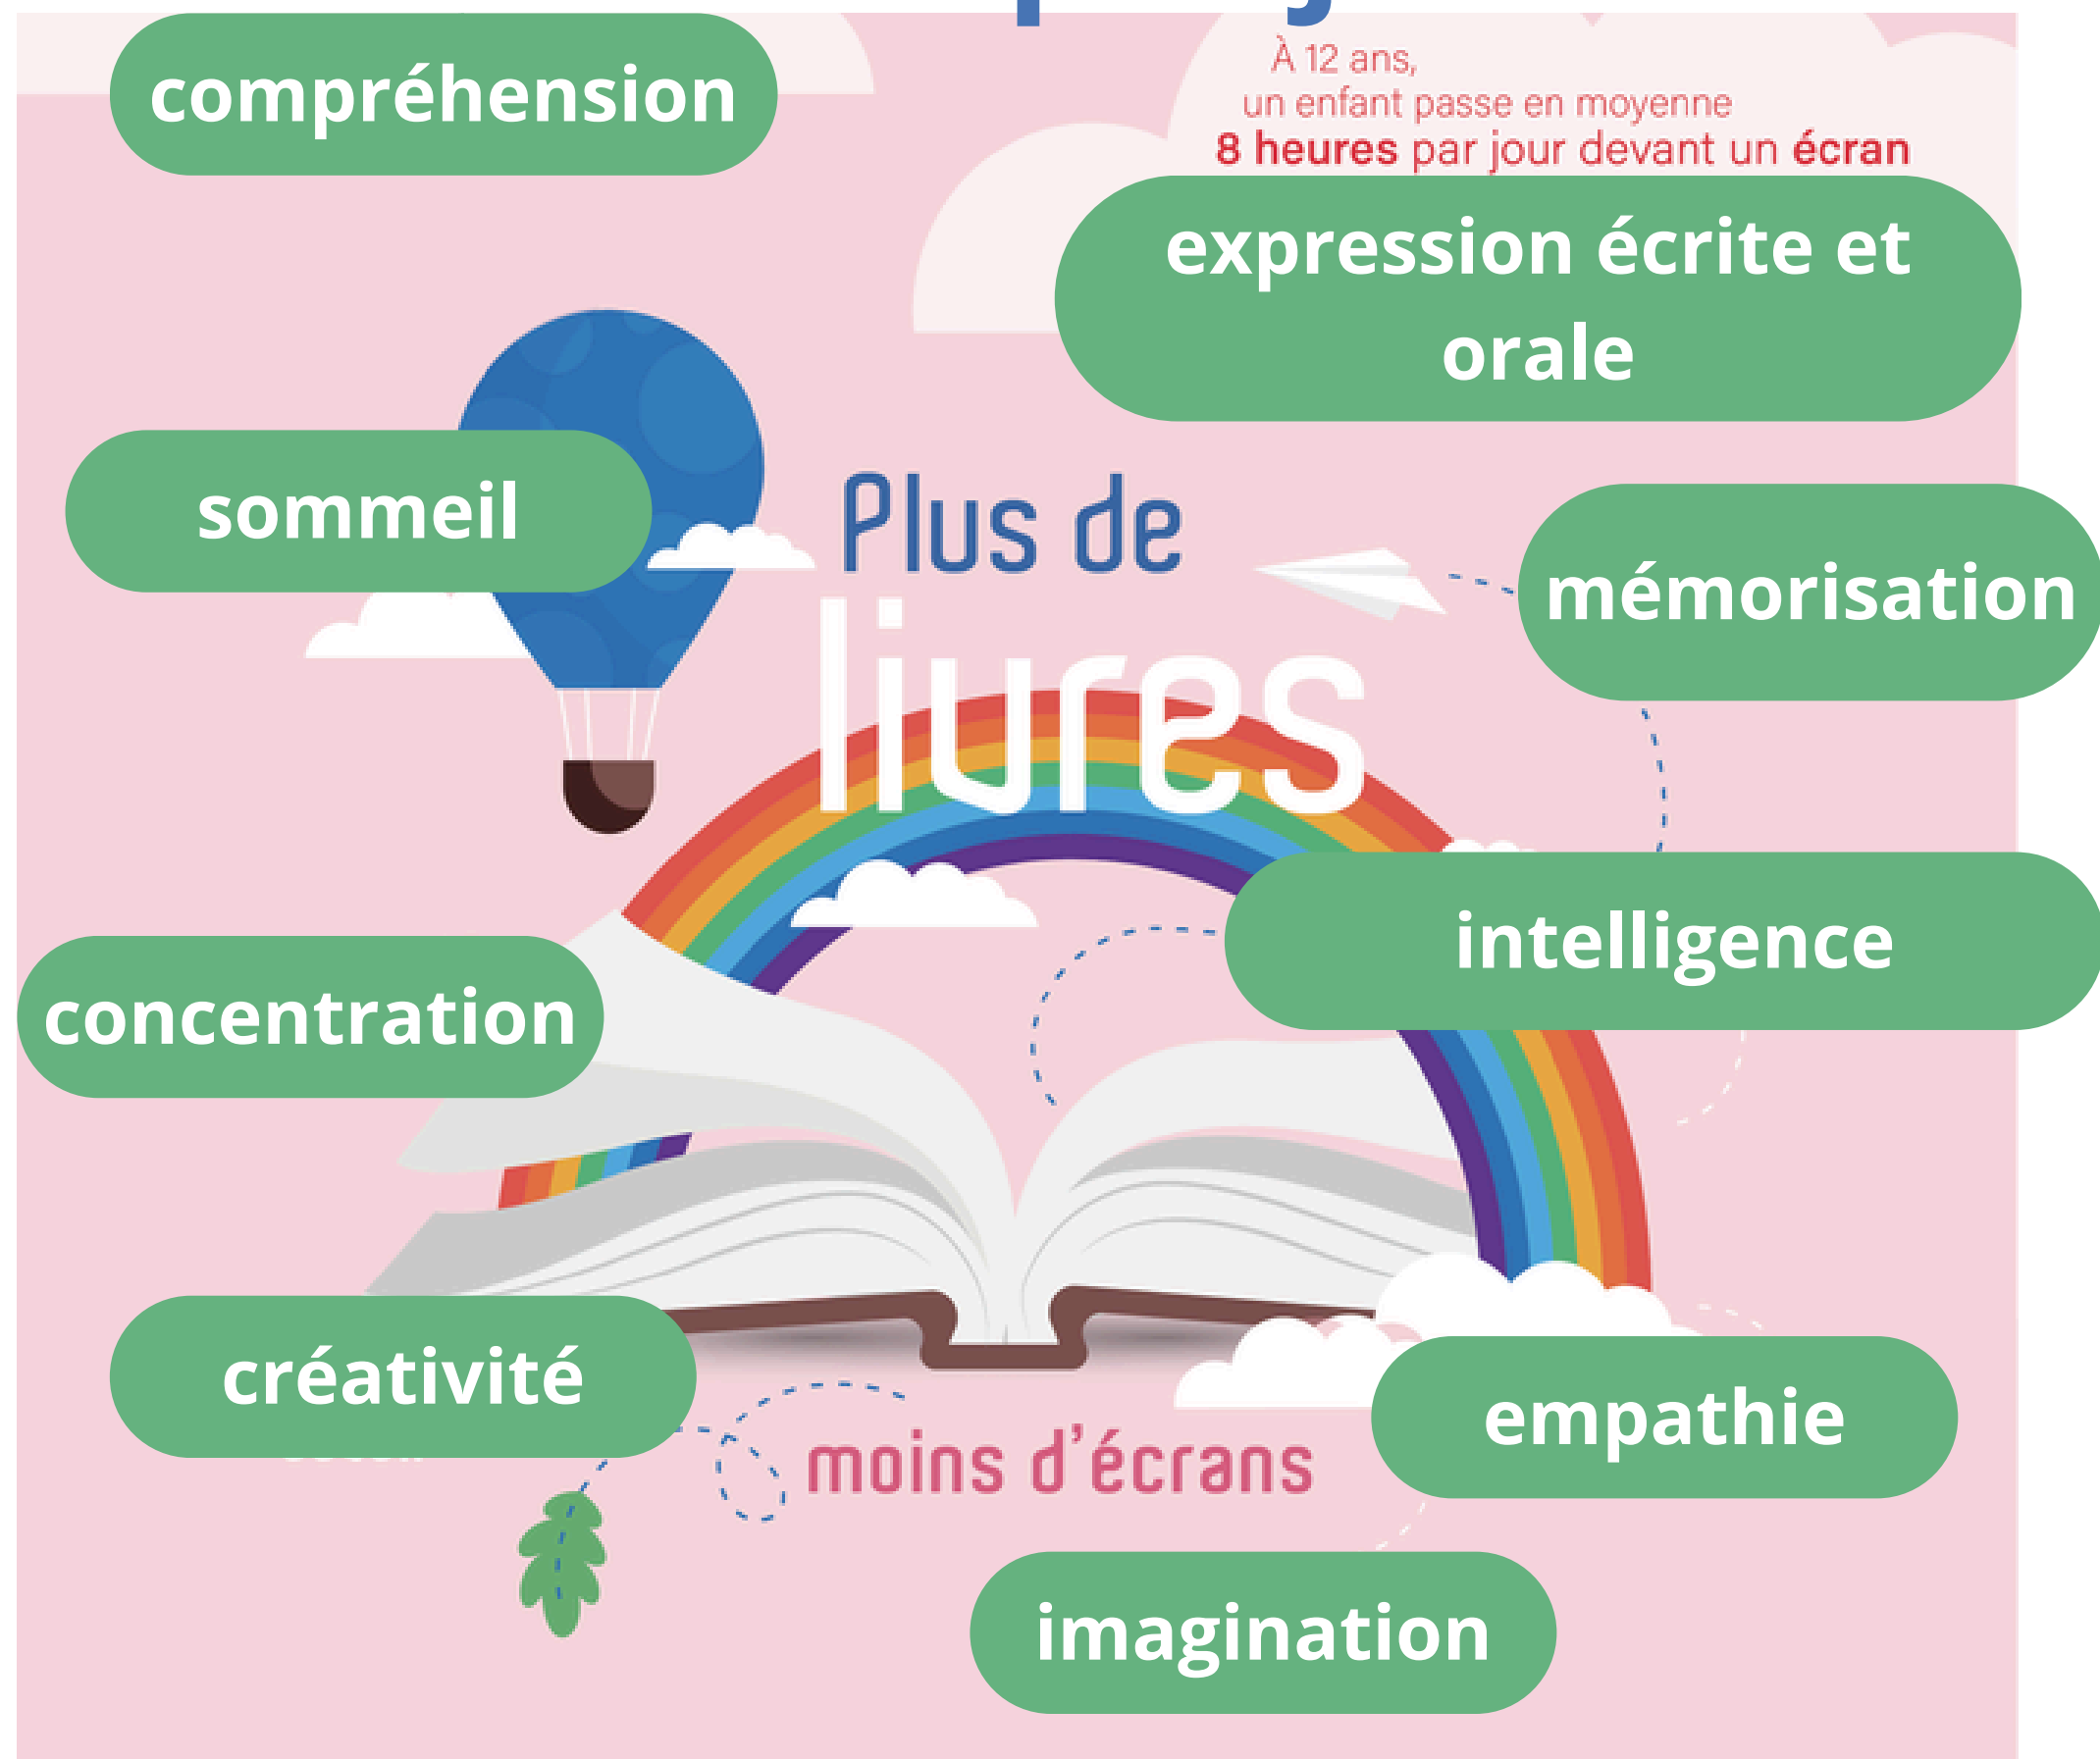 compréhension
À 12 ans,
un enfant passe en moyenne
8 heures par jour devant un écran
expression écrite et
orale
sommeil
Plus de
livres
mémorisation
intelligence
concentration
créativité
empathie
moins d'écrans
imagination